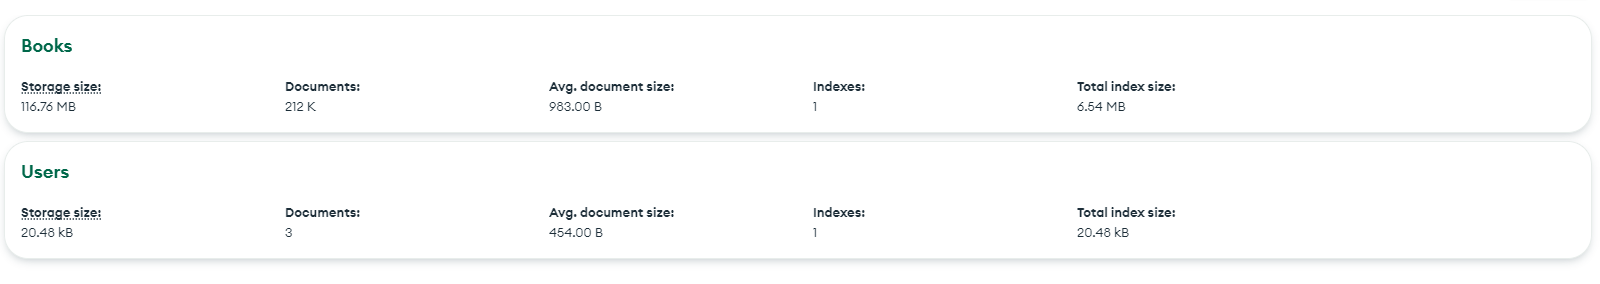 Books
Storage size: Documents: Avg. document size: Indexes: Total index size:
116.76 MB 212 K 983.00 B 1 6.54 MB
Users
Storage size: Documents: Avg. document size: Indexes: Total index size:
20.48 kB 3 454.00 B 1 20.48 kB